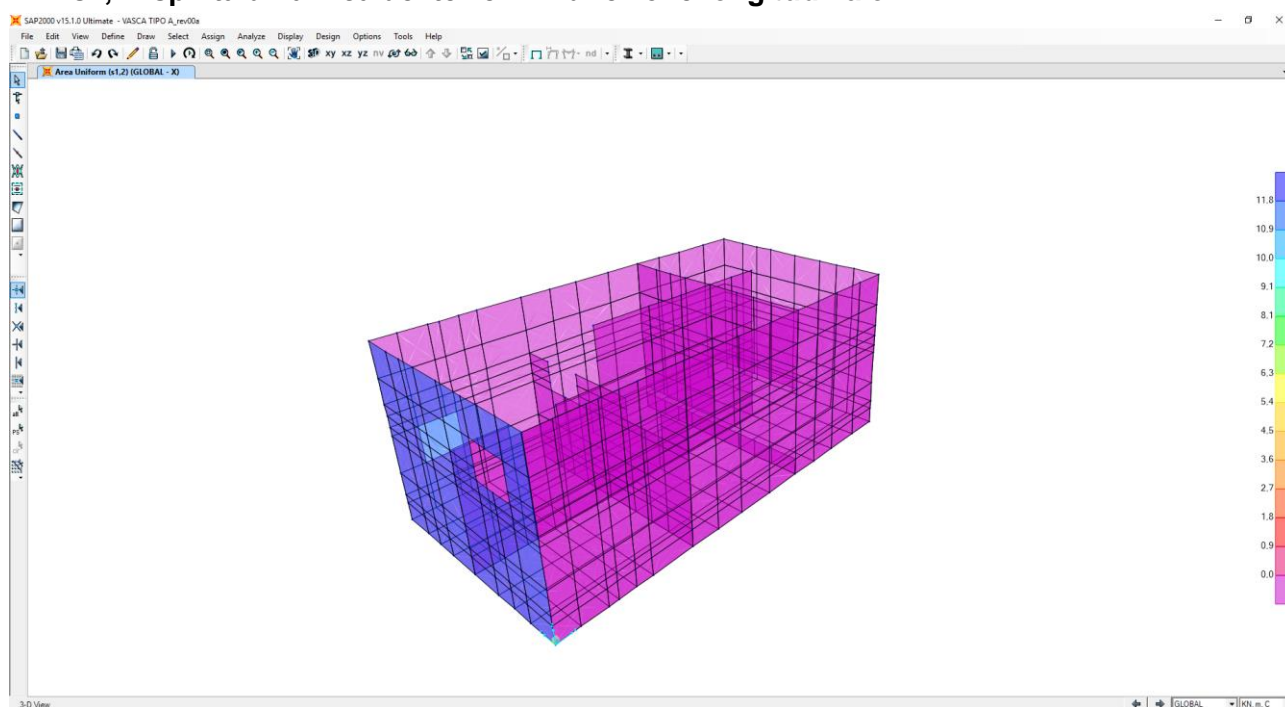 SAP2000 v15.1.0 Ultimate - VASCA TIPO A_rev00a
File Edit View Define Draw Select Assign Analyze Display Design Options Tools Help
xy xz yz nv nd
Area Uniform (s1,2) (GLOBAL - X)
11.8
10.9
10.0
9.1
8.1
7.2
6.3
5.4
4.5
3.6
2.7
1.8
0.9
0.0
3-D View
GLOBAL
KN, m, C